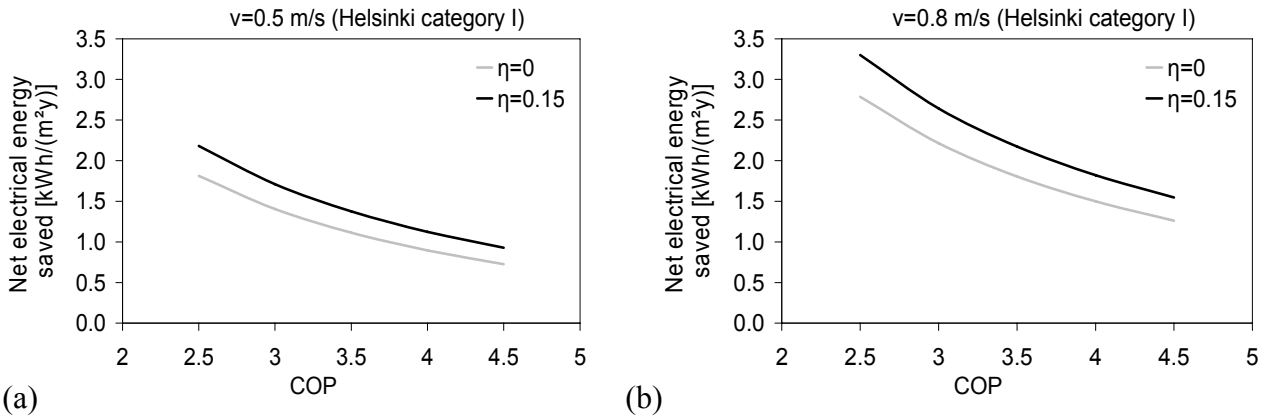 v=0.5 m/s (Helsinki category I)
Net electrical energy
saved [kWh/(m²y)]
3.5
3.0
2.5
2.0
1.5
1.0
0.5
0.0
η=0
η=0.15
2 2.5 3 3.5 4 4.5 5
COP
(a)
v=0.8 m/s (Helsinki category I)
Net electrical energy
saved [kWh/(m²y)]
3.5
3.0
2.5
2.0
1.5
1.0
0.5
0.0
η=0
η=0.15
2 2.5 3 3.5 4 4.5 5
COP
(b)